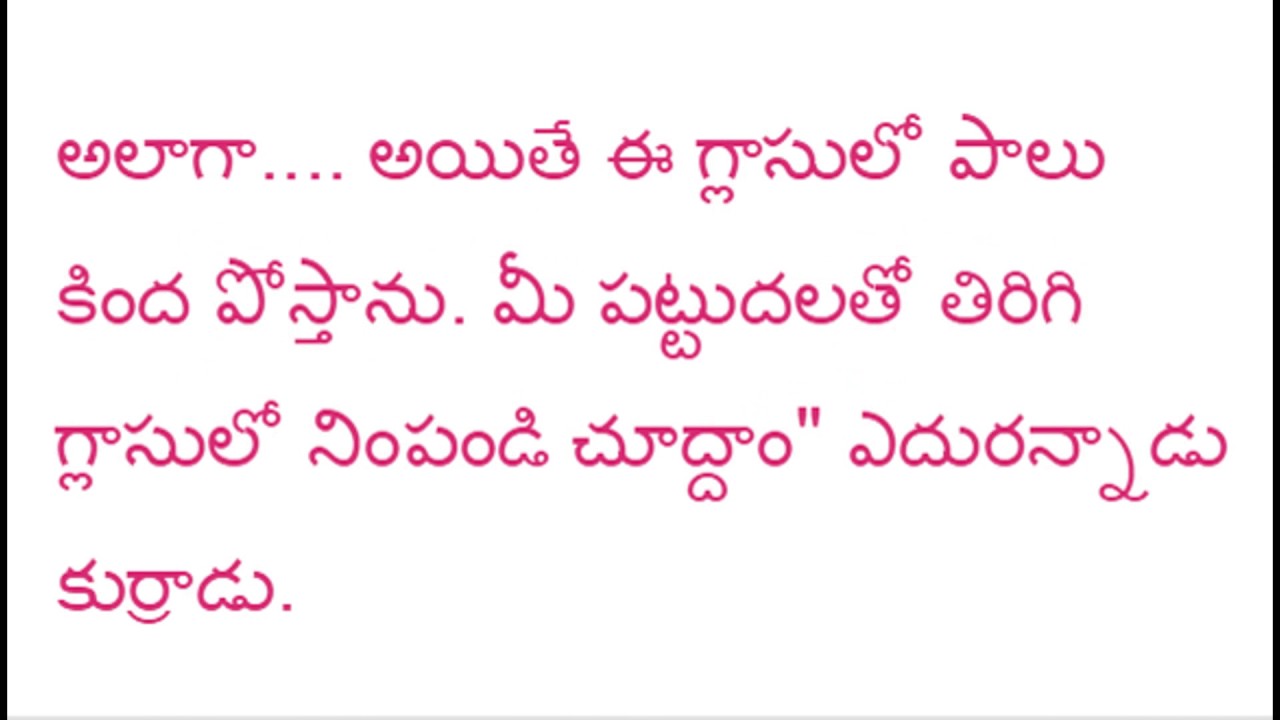 అలాగా.... అయితే ఈ గ్లాసులో పాలు
కింద పోస్తాను. మీ పట్టుదలతో తిరిగి
గ్లాసులో నింపండి చూద్దాం" ఎదురన్నాడు
కుర్రాడు.